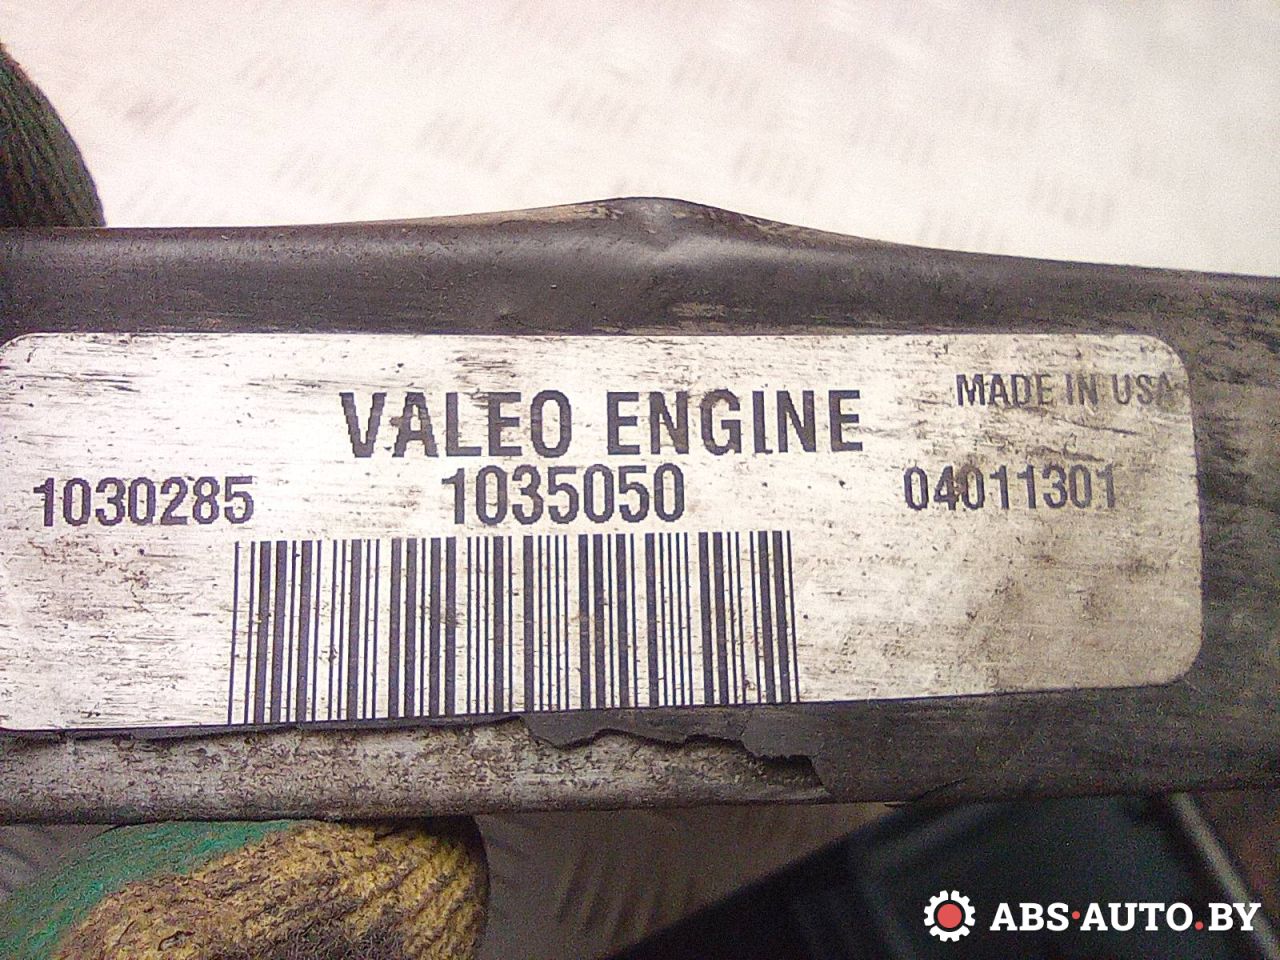 MADE IN USA
VALEO ENGINE
1030285 1035050 04011301
ABS·AUTO.BY